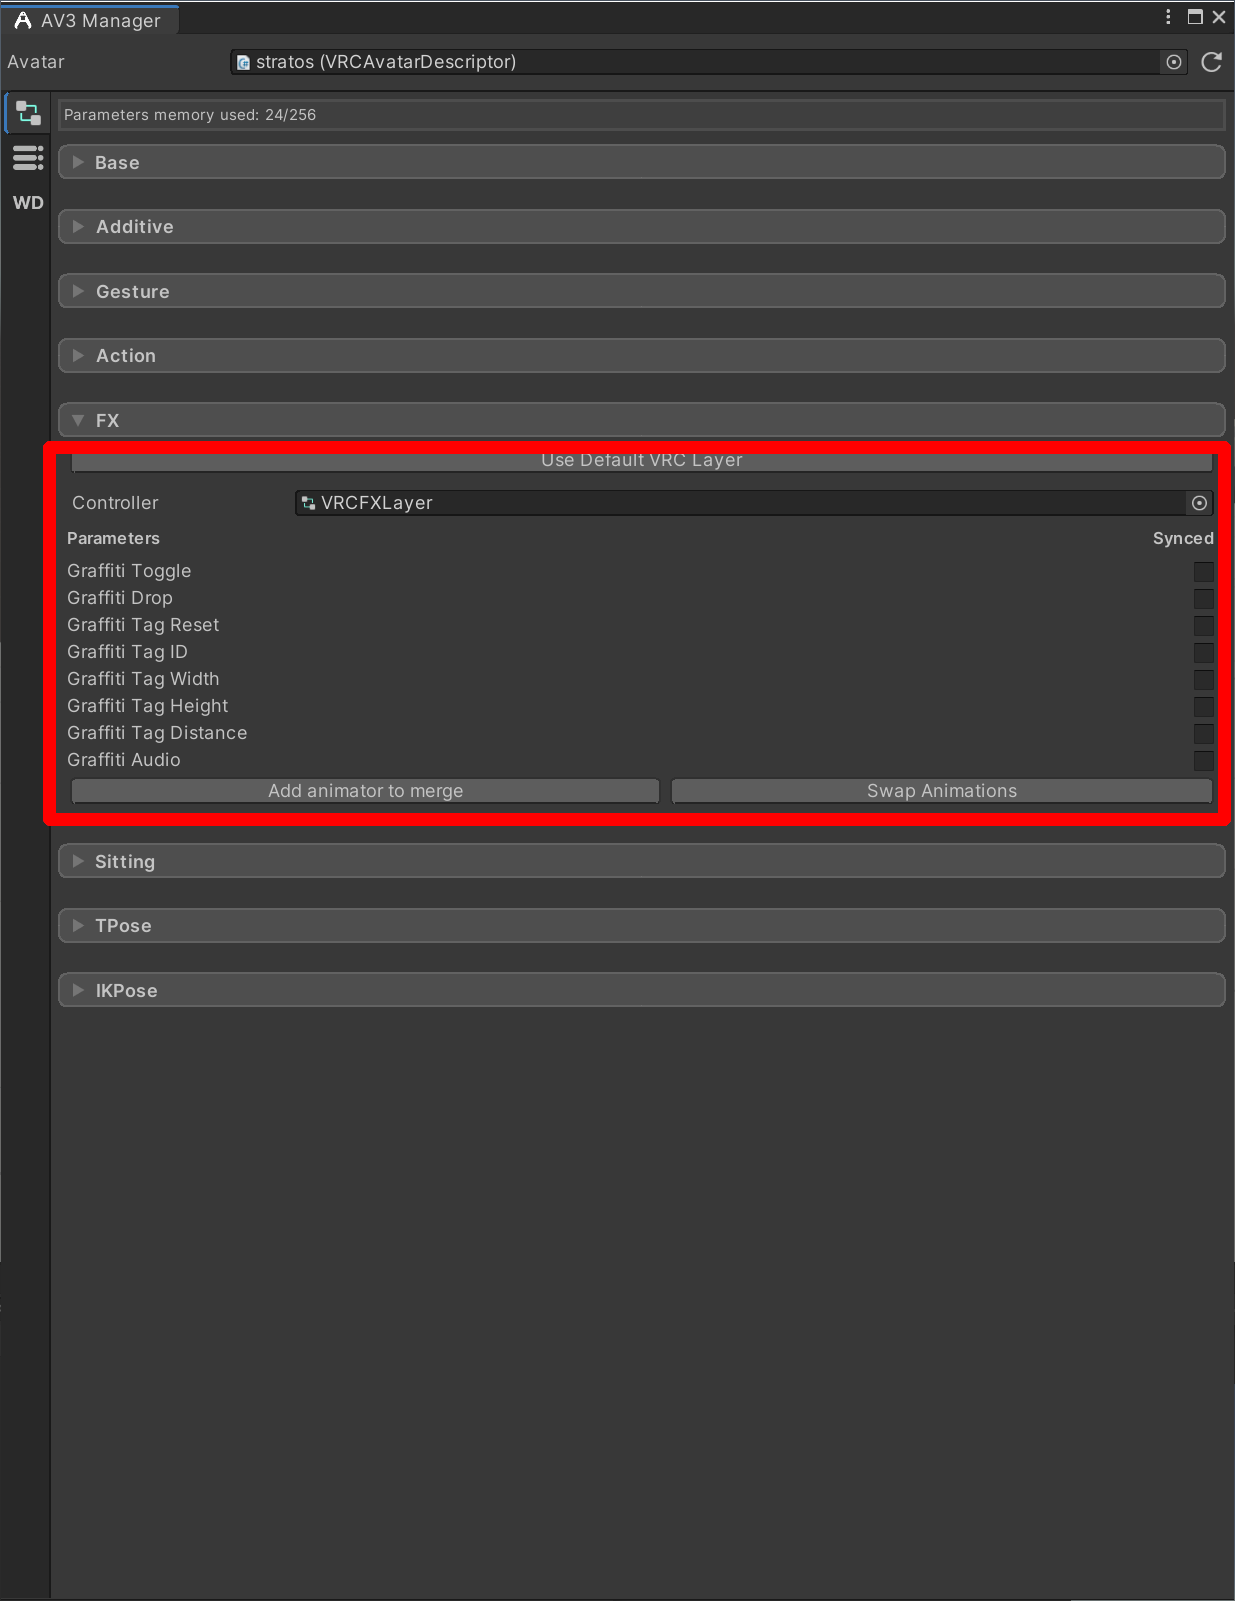 AV3 Manager
Avatar
stratos (VRCAvatarDescriptor)
Parameters memory used: 24/256
Base
WD
Additive
Gesture
Action
FX
Use Default VRC Layer
Controller
VRCFXLayer
Parameters
Synced
Graffiti Toggle
Graffiti Drop
Graffiti Tag Reset
Graffiti Tag ID
Graffiti Tag Width
Graffiti Tag Height
Graffiti Tag Distance
Graffiti Audio
Add animator to merge
Swap Animations
Sitting
TPose
IKPose